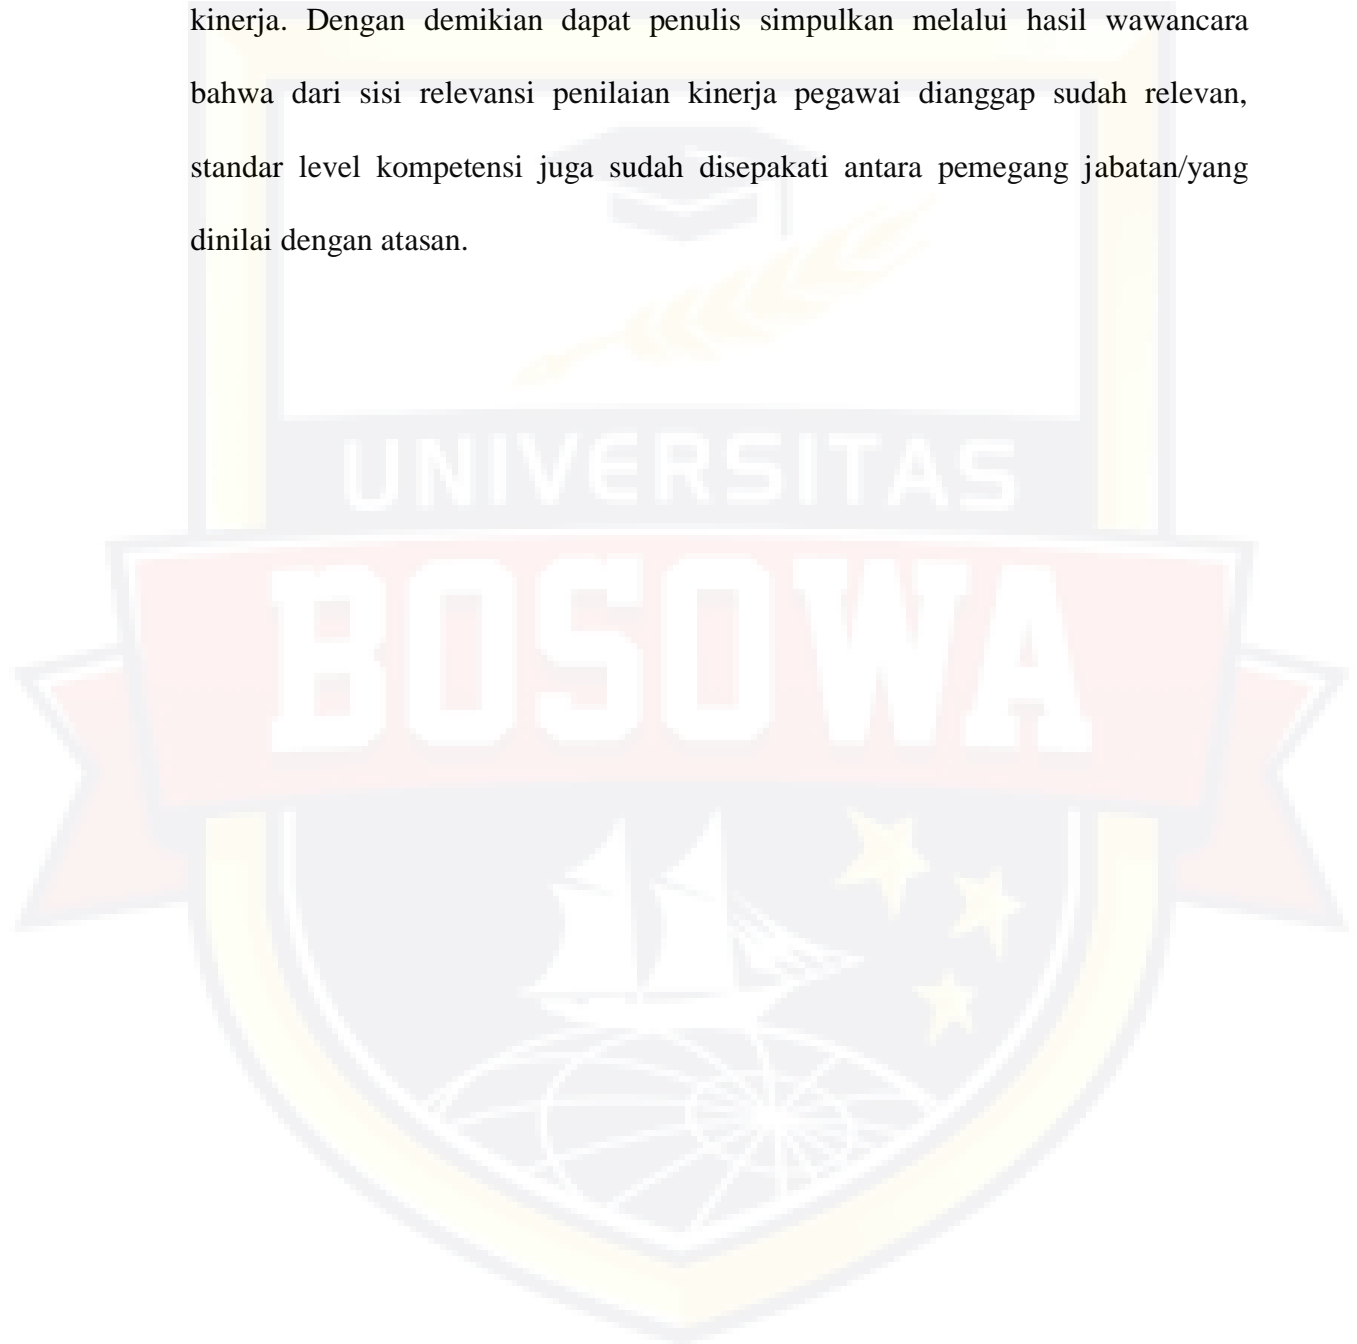 kinerja. Dengan demikian dapat penulis simpulkan melalui hasil wawancara
bahwa dari sisi relevansi penilaian kinerja pegawai dianggap sudah relevan,
standar level kompetensi juga sudah disepakati antara pemegang jabatan/yang
dinilai dengan atasan.
UNIVERSITAS
BOSOWA